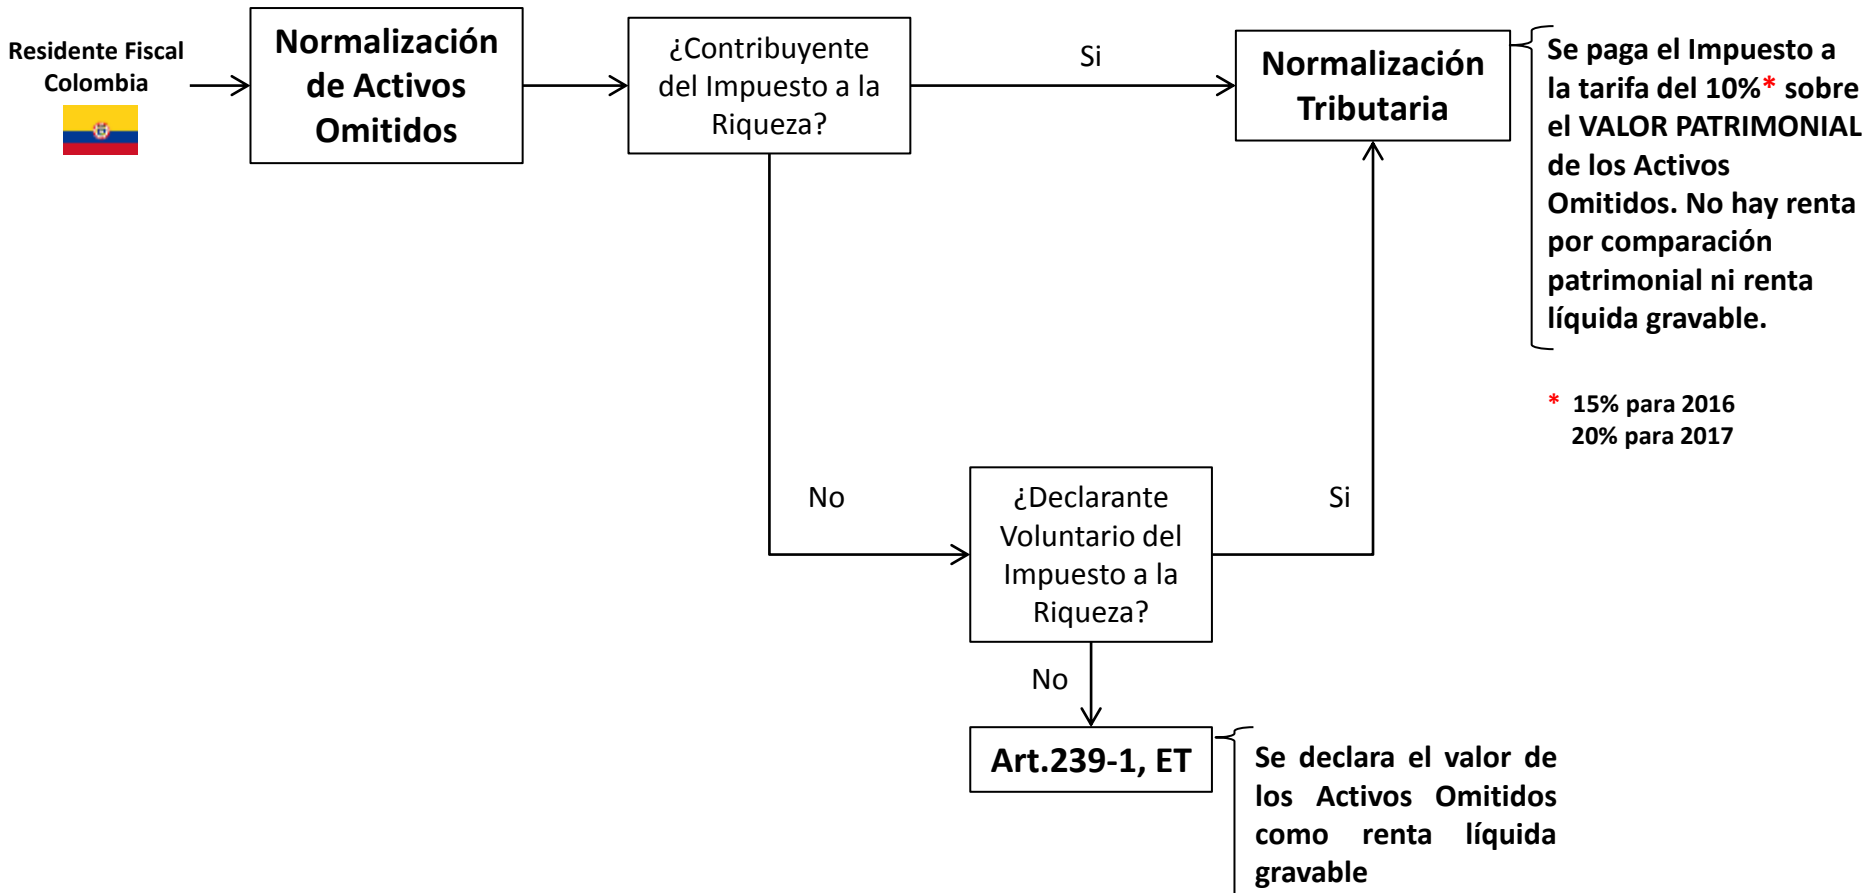 Residente Fiscal
Colombia
Normalización
de Activos
Omitidos
¿Contribuyente
del Impuesto a la
Riqueza?
Si
Normalización
Tributaria
Se paga el Impuesto a
la tarifa del 10%* sobre
el VALOR PATRIMONIAL
de los Activos
Omitidos. No hay renta
por comparación
patrimonial ni renta
líquida gravable.
* 15% para 2016
20% para 2017
No
¿Declarante
Voluntario del
Impuesto a la
Riqueza?
Si
No
Art.239-1, ET
Se declara el valor de
los Activos Omitidos
como renta líquida
gravable